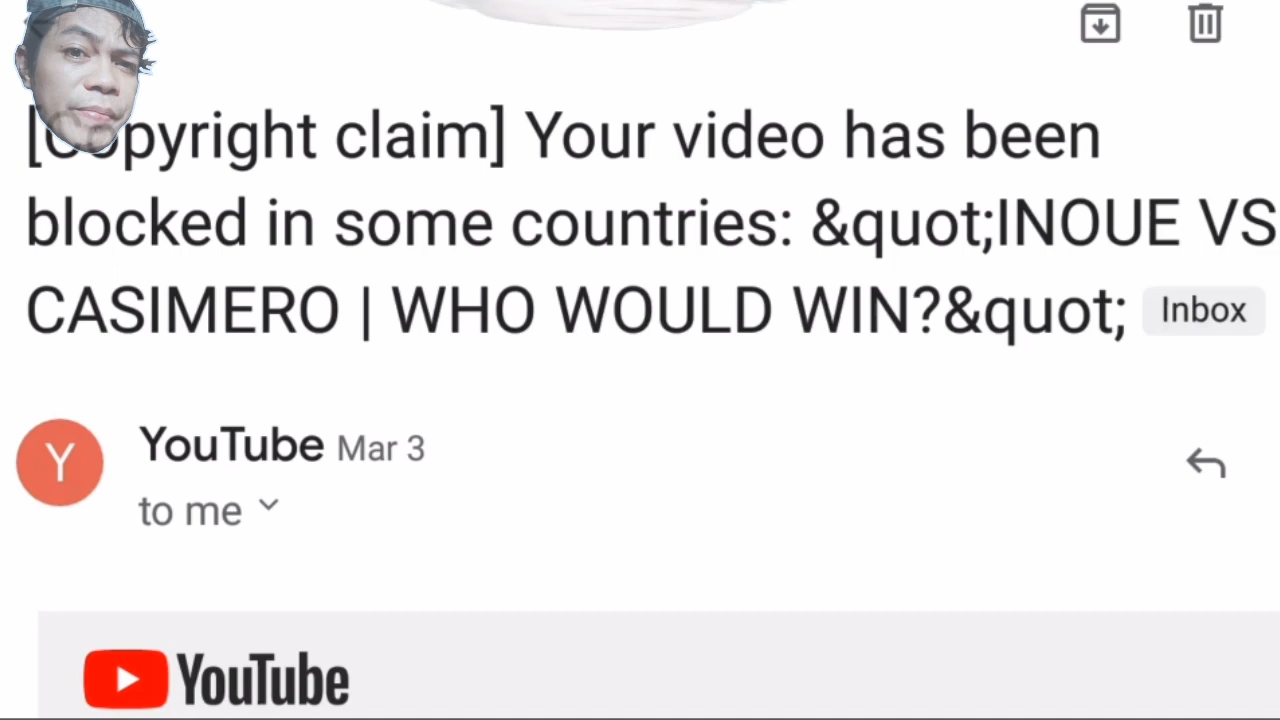 [Copyright claim] Your video has been
blocked in some countries: &quot;INOUE VS
CASIMERO | WHO WOULD WIN?&quot; Inbox
Y
YouTube Mar 3
to me
YouTube